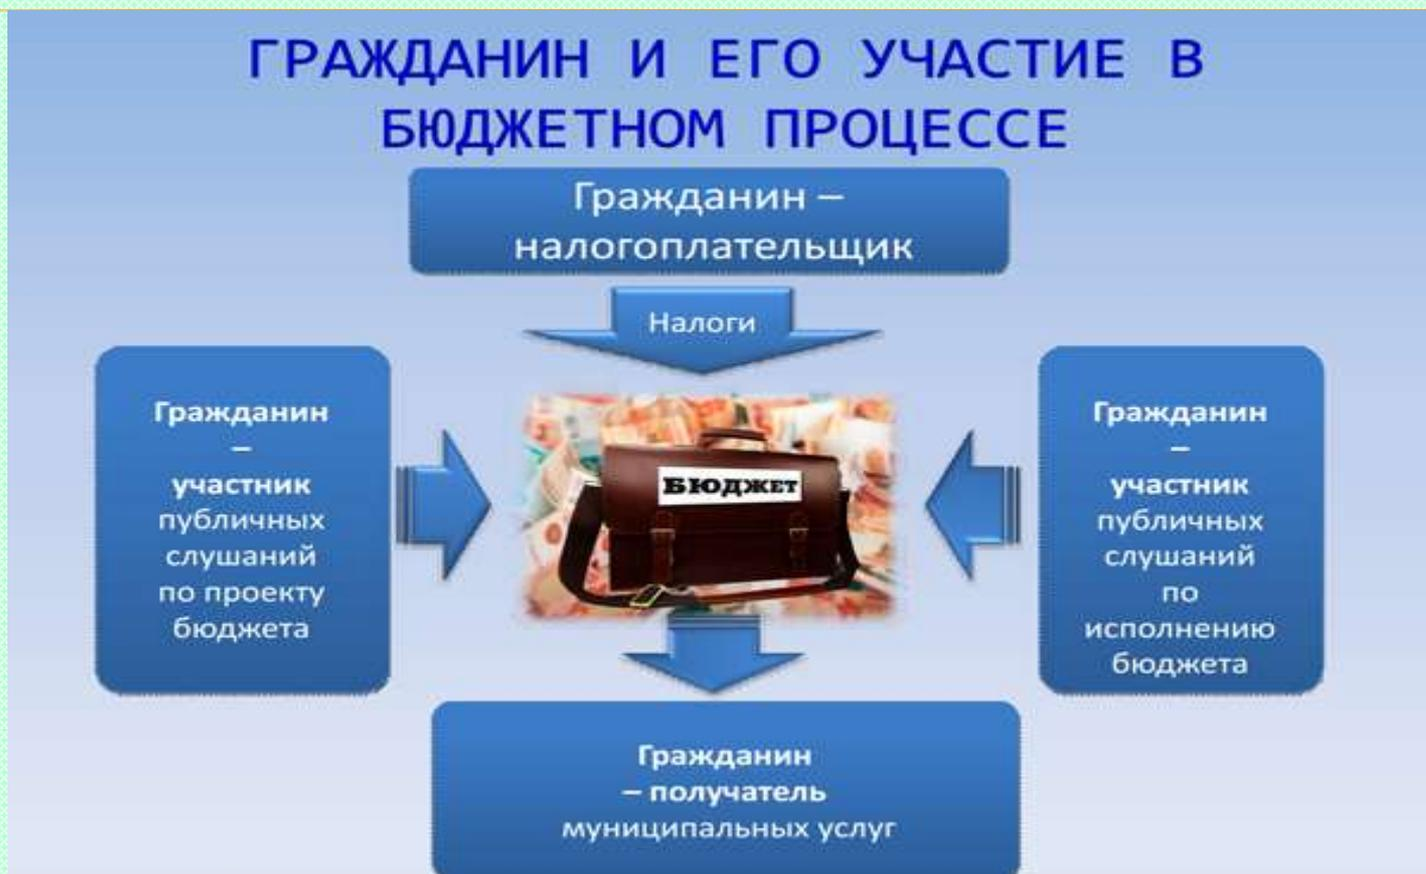 ГРАЖДАНИН И ЕГО УЧАСТИЕ В
БЮДЖЕТНОМ ПРОЦЕССЕ
Гражданин –
налогоплательщик
Налоги
Гражданин
–
участник
публичных
слушаний
по проекту
бюджета
БЮДЖЕТ
Гражданин
–
участник
публичных
слушаний
по
исполнению
бюджета
Гражданин
– получатель
муниципальных услуг